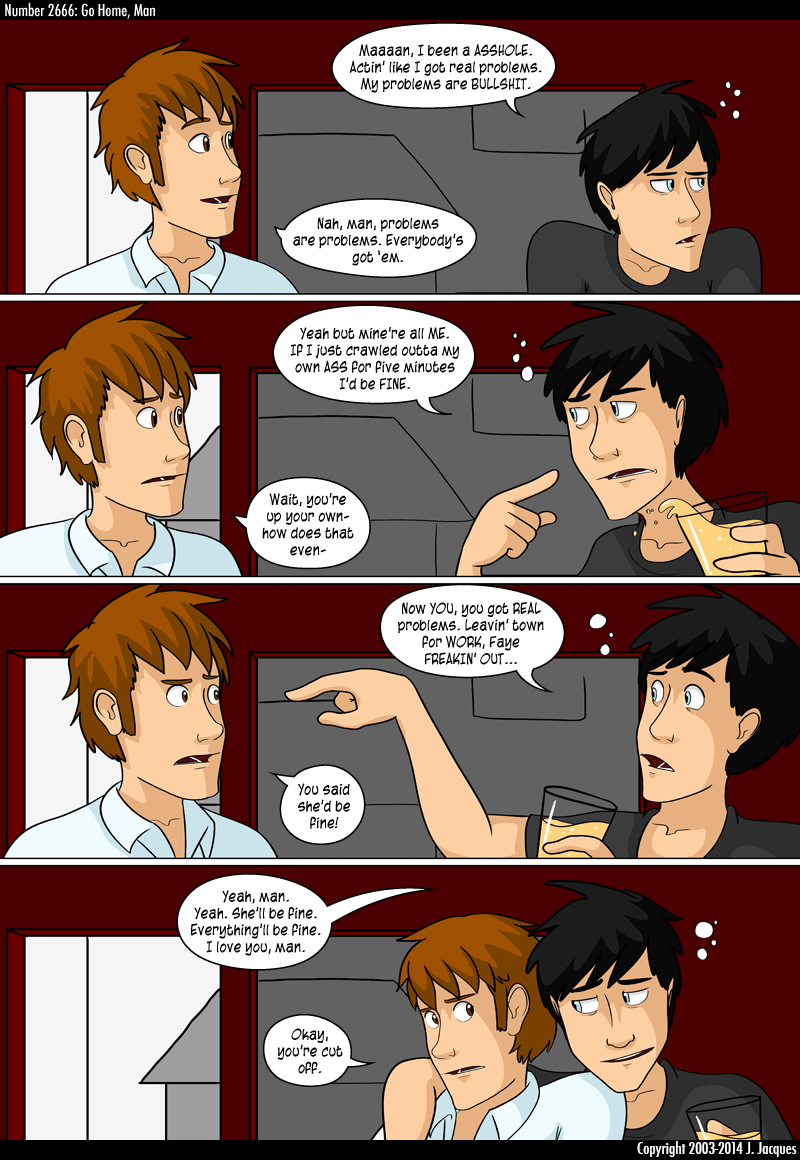 Number 2666: Go Home, Man
Maaaan, I been a ASSHOLE.
Actin' like I got real problems.
My problems are BULLSHIT.
Nah, man, problems
are problems. Everybody's
got 'em.
Yeah but mine're all ME.
If I just crawled outta my
own ASS for five minutes
I'd be FINE.
Wait, you're
up your own-
how does that
even-
Now YOU, you got REAL
problems. Leavin' town
for WORK, Faye
FREAKIN' OUT...
You said
she'd be
fine!
Yeah, man.
Yeah. She'll be fine.
Everything'll be fine.
I love you, man.
Okay,
you're cut
off.
Copyright 2003-2014 J. Jacques